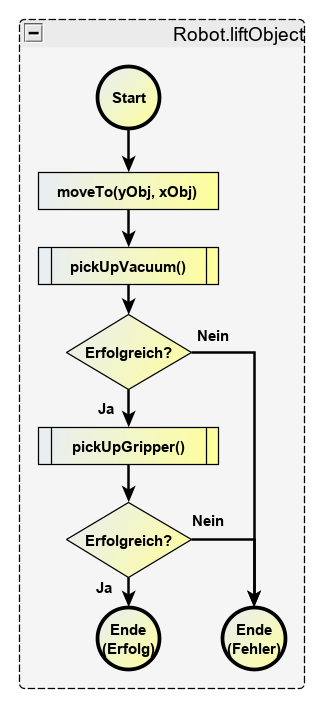 Robot.liftObject
Start
moveTo(yObj, xObj)
pickUpVacuum()
Erfolgreich?
Nein
Ja
pickUpGripper()
Erfolgreich?
Nein
Ja
Ende
(Erfolg)
Ende
(Fehler)